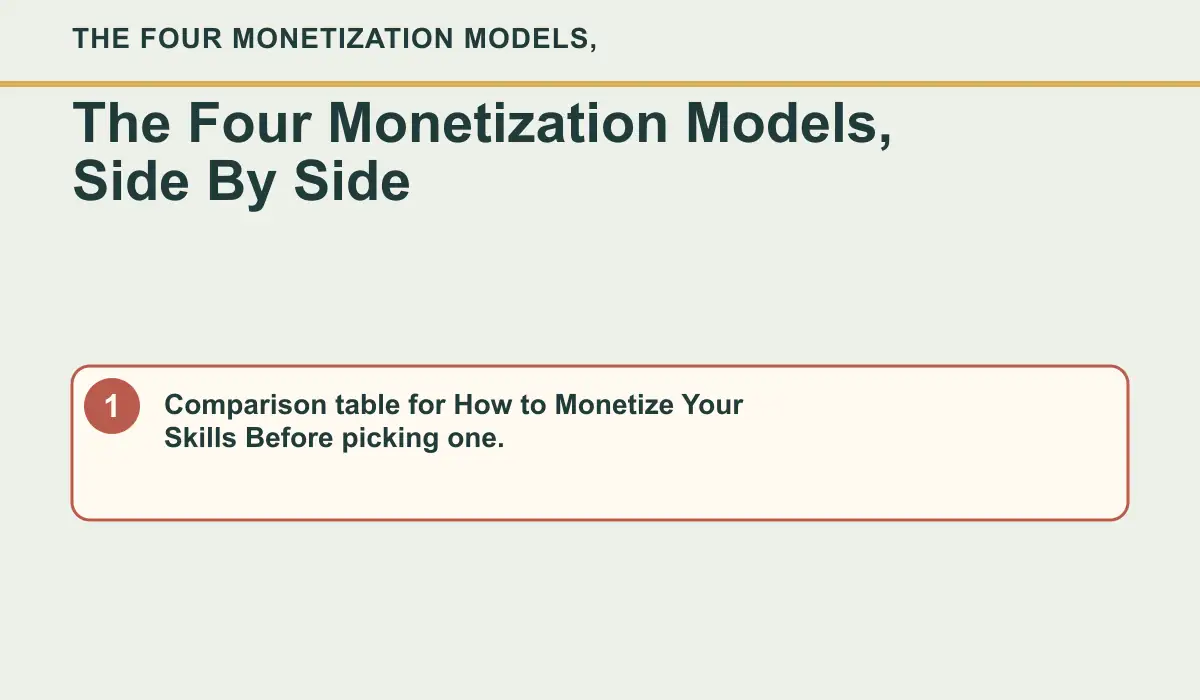 THE FOUR MONETIZATION MODELS,
The Four Monetization Models,
Side By Side
1
Comparison table for How to Monetize Your
Skills Before picking one.